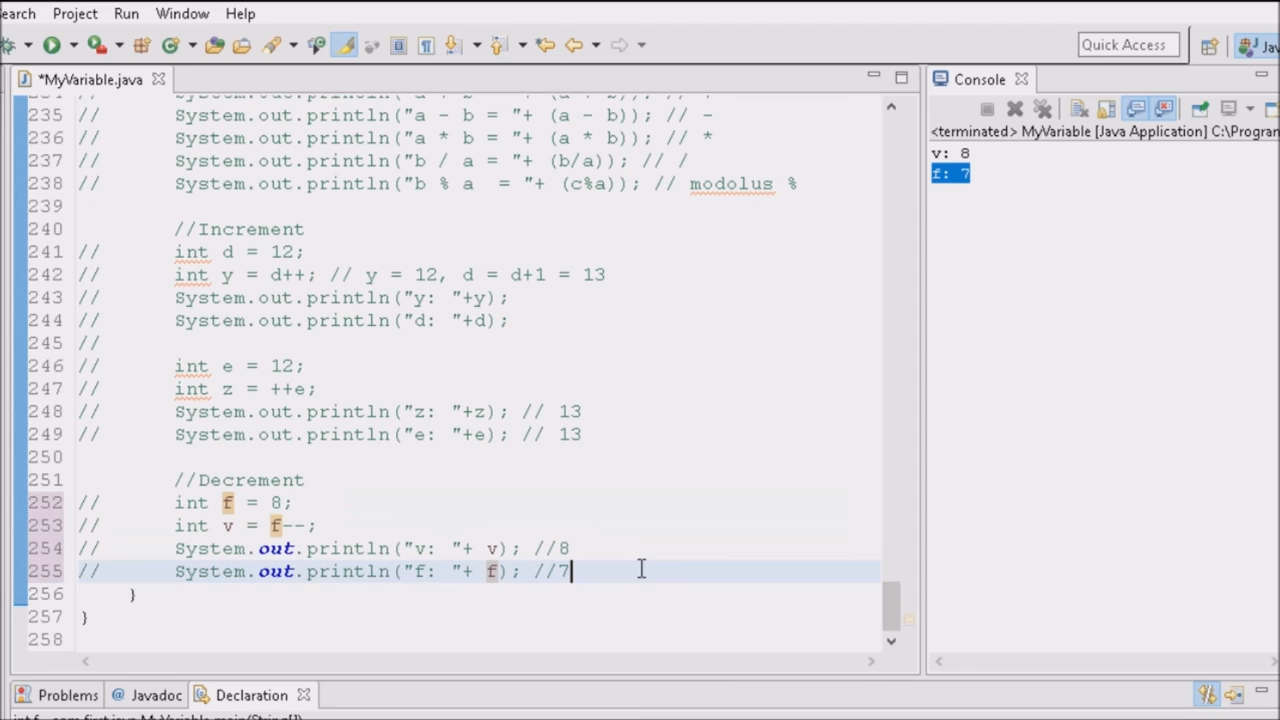 earch Project Run Window Help
Quick Access
Jav
*MyVariable.java
Console
<terminated> MyVariable [Java Application] C:\Program
v: 8
f: 7
235 // System.out.println("a - b = "+ (a - b)); // -
236 // System.out.println("a * b = "+ (a * b)); // *
237 // System.out.println("b / a = "+ (b/a)); // /
238 // System.out.println("b % a  = "+ (c%a)); // modolus %
239
240 //Increment
241 // int d = 12;
242 // int y = d++; // y = 12, d = d+1 = 13
243 // System.out.println("y: "+y);
244 // System.out.println("d: "+d);
245 //
246 // int e = 12;
247 // int z = ++e;
248 // System.out.println("z: "+z); // 13
249 // System.out.println("e: "+e); // 13
250
251 //Decrement
252 // int f = 8;
253 // int v = f--;
254 // System.out.println("v: "+ v); //8
255 // System.out.println("f: "+ f); //7
256 }
257 }
258
Problems @ Javadoc Declaration